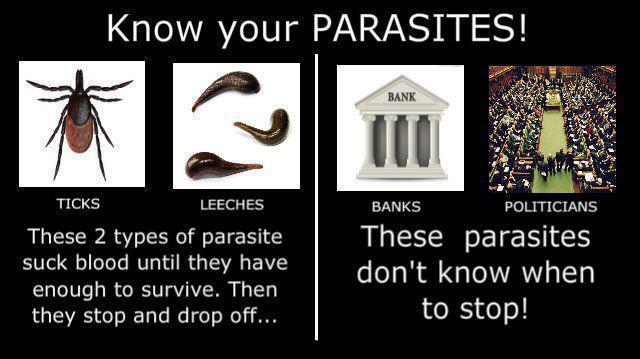 Know your PARASITES!
BANK
TICKS
LEECHES
These 2 types of parasite
suck blood until they have
enough to survive. Then
they stop and drop off...
BANKS
POLITICIANS
These parasites
don't know when
to stop!